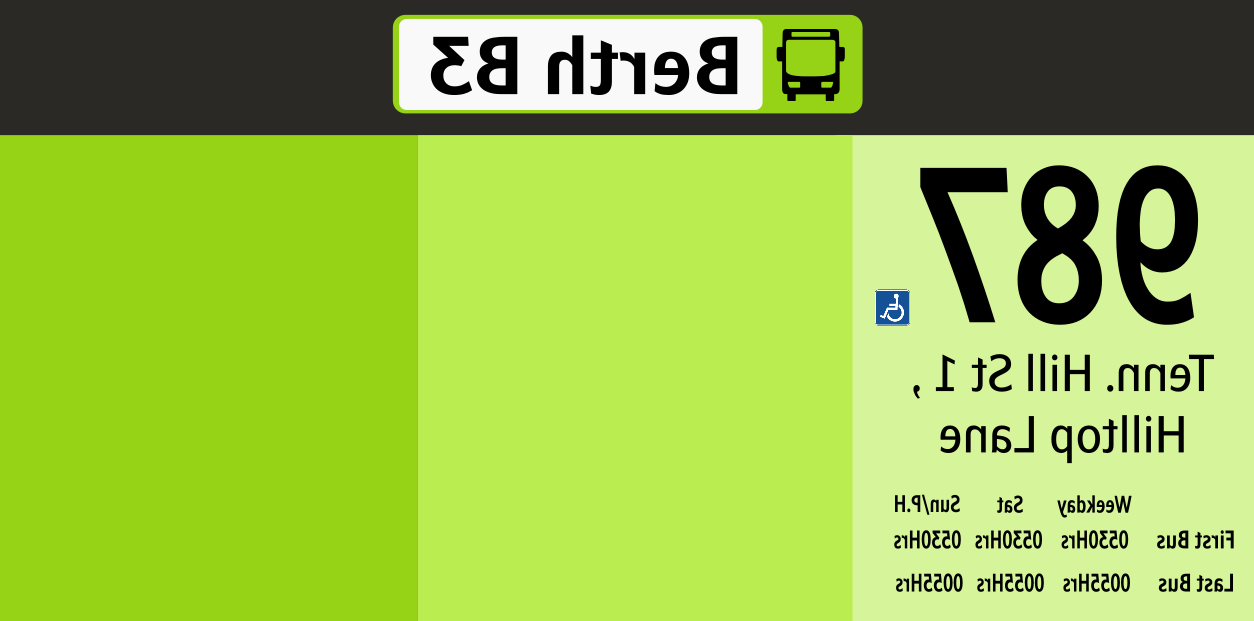 Berth B3
987
Tenn. Hill St 1 ,
Hilltop Lane
Weekday Sat Sun/P.H
First Bus 0530Hrs 0530Hrs 0530Hrs
Last Bus 0055Hrs 0055Hrs 0055Hrs